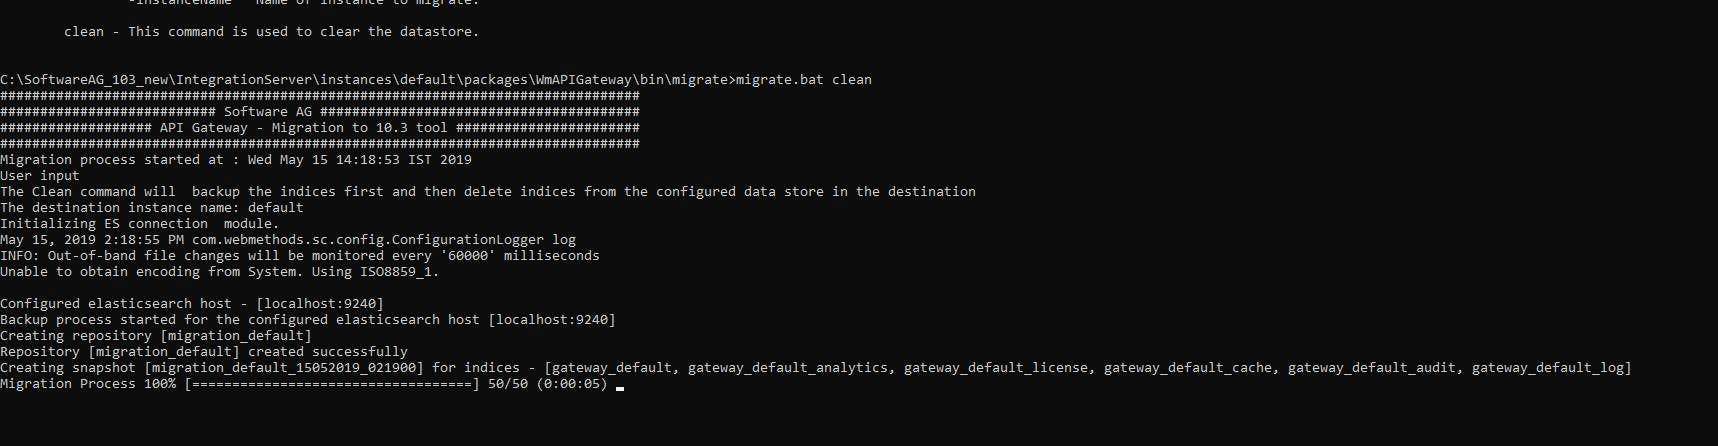 -instanceName   Name of instance to migrate.
clean - This command is used to clear the datastore.
C:\SoftwareAG_103_new\IntegrationServer\instances\default\packages\WmAPIGateway\bin\migrate>migrate.bat clean
################################################################################
########################### Software AG ########################################
################### API Gateway - Migration to 10.3 tool #######################
################################################################################
Migration process started at : Wed May 15 14:18:53 IST 2019
User input
The Clean command will  backup the indices first and then delete indices from the configured data store in the destination
The destination instance name: default
Initializing ES connection  module.
May 15, 2019 2:18:55 PM com.webmethods.sc.config.ConfigurationLogger log
INFO: Out-of-band file changes will be monitored every '60000' milliseconds
Unable to obtain encoding from System. Using ISO8859_1.
Configured elasticsearch host - [localhost:9240]
Backup process started for the configured elasticsearch host [localhost:9240]
Creating repository [migration_default]
Repository [migration_default] created successfully
Creating snapshot [migration_default_15052019_021900] for indices - [gateway_default, gateway_default_analytics, gateway_default_license, gateway_default_cache, gateway_default_audit, gateway_default_log]
Migration Process 100% [===================================] 50/50 (0:00:05) _